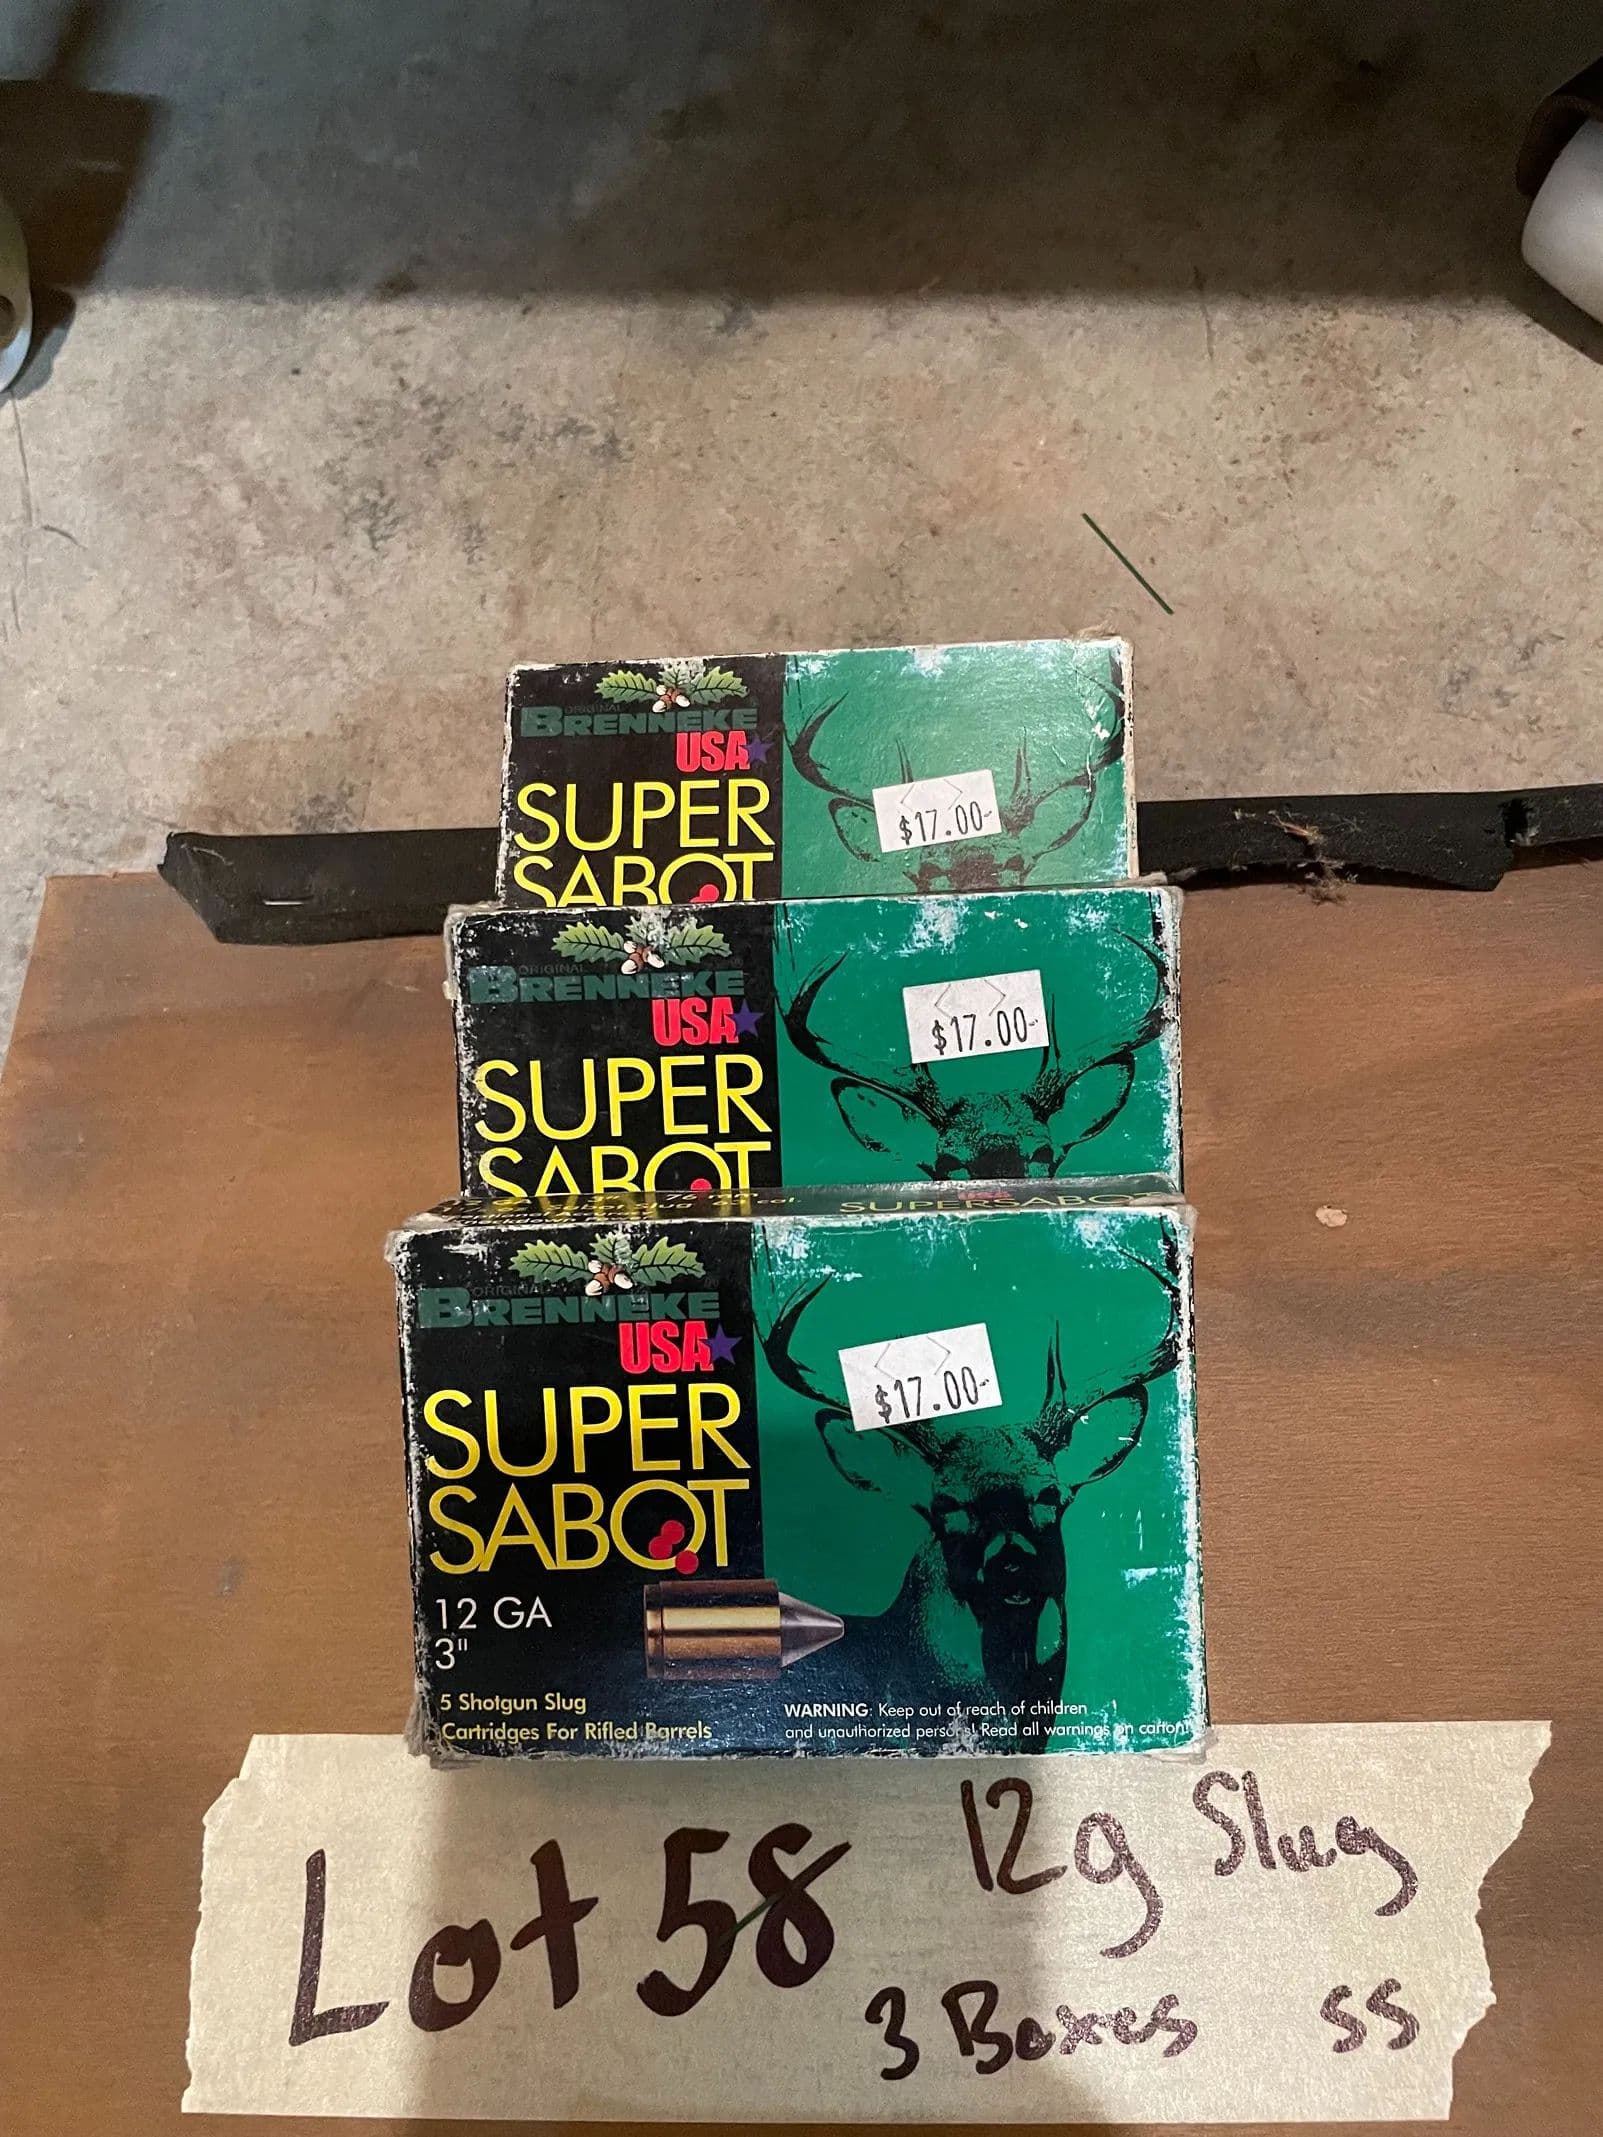 ORIGINAL
BRENNEKE
USA
SUPER
SABOT
$17.00
ORIGINAL
BRENNEKE
USA
SUPER
SABOT
$17.00
SUPERSABOT
ORIGINAL
BRENNEKE
USA
SUPER
SABOT
$17.00
12 GA
3"
5 Shotgun Slug
Cartridges For Rifled Barrels
WARNING: Keep out of reach of children
and unauthorized persons! Read all warnings on carton!
Lot 58
12g Slug
3 Boxes SS